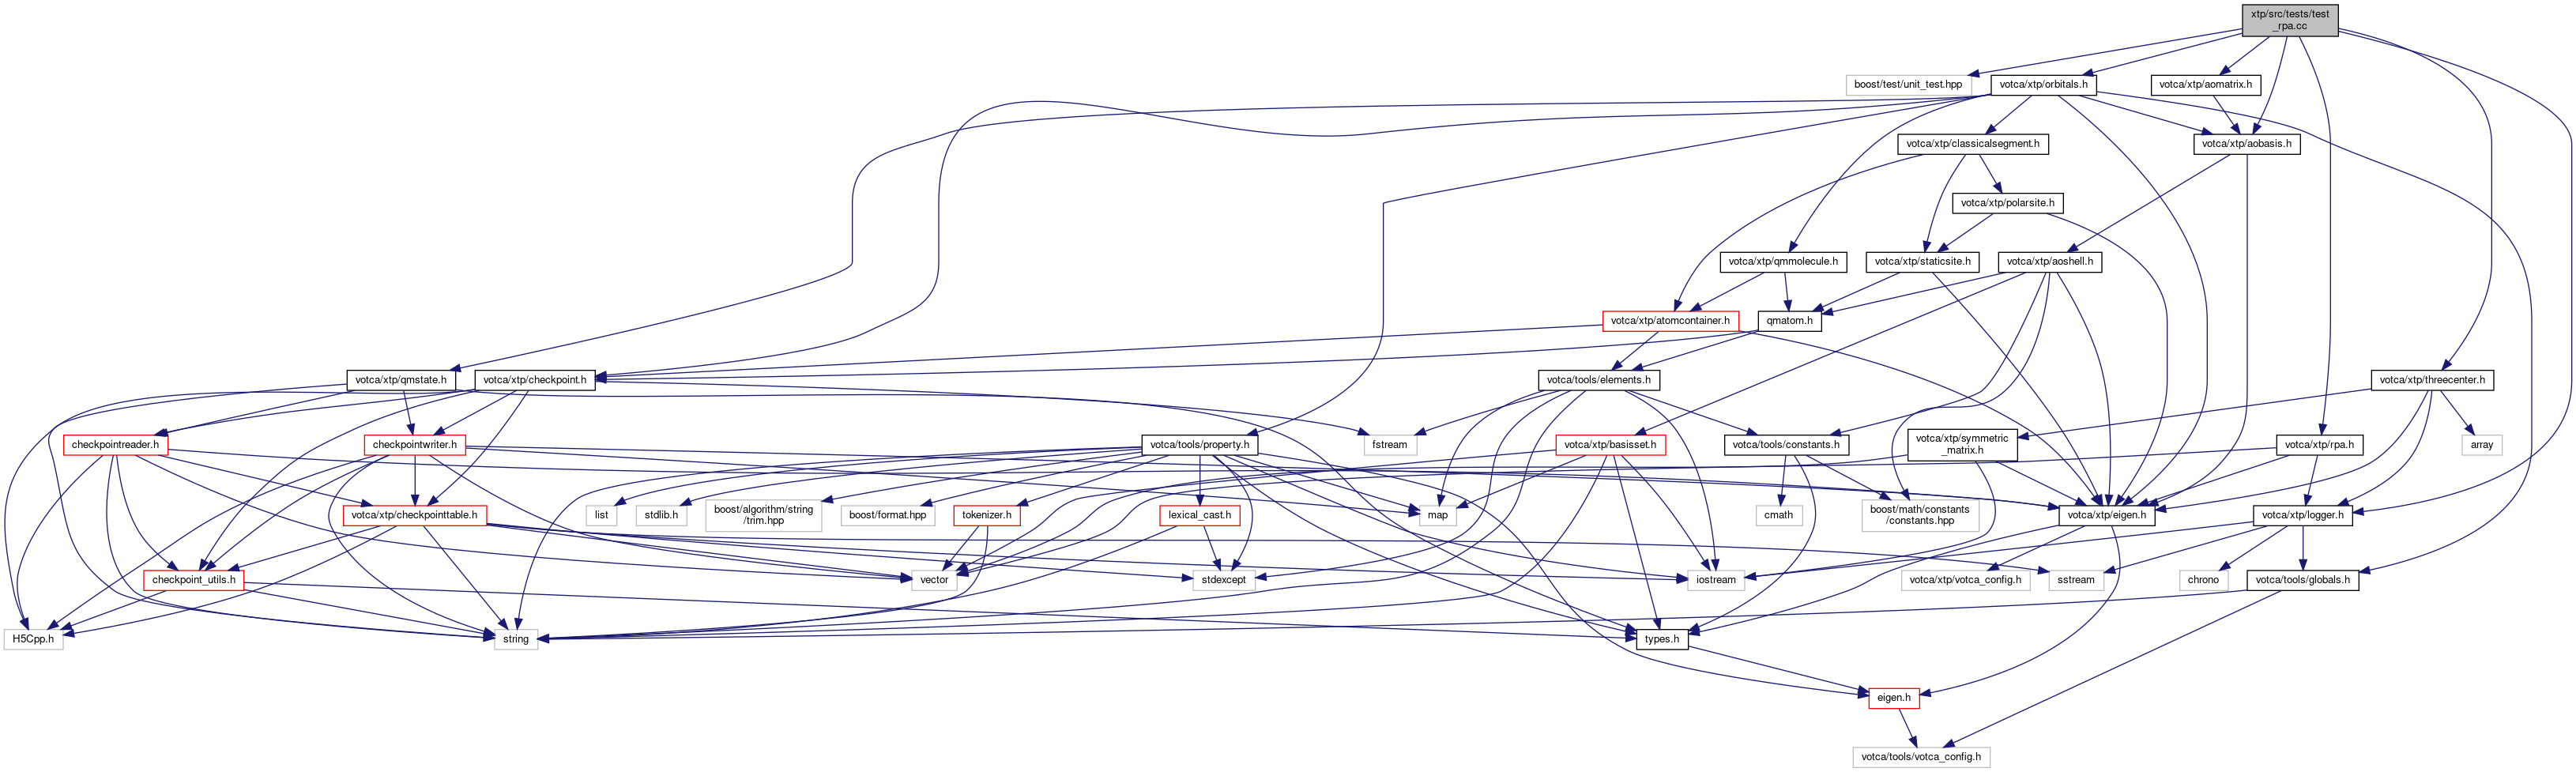 xtp/src/tests/test
_rpa.cc
boost/test/unit_test.hpp
votca/xtp/orbitals.h
votca/xtp/aomatrix.h
votca/xtp/classicalsegment.h
votca/xtp/aobasis.h
votca/xtp/polarsite.h
votca/xtp/qmmolecule.h
votca/xtp/staticsite.h
votca/xtp/aoshell.h
votca/xtp/atomcontainer.h
qmatom.h
votca/xtp/qmstate.h
votca/xtp/checkpoint.h
votca/tools/elements.h
votca/xtp/threecenter.h
checkpointreader.h
checkpointwriter.h
votca/tools/property.h
fstream
votca/xtp/basisset.h
votca/tools/constants.h
votca/xtp/symmetric
_matrix.h
votca/xtp/rpa.h
array
votca/xtp/checkpointtable.h
list
stdlib.h
boost/algorithm/string
/trim.hpp
boost/format.hpp
tokenizer.h
lexical_cast.h
map
cmath
boost/math/constants
/constants.hpp
votca/xtp/eigen.h
votca/xtp/logger.h
checkpoint_utils.h
vector
stdexcept
iostream
votca/xtp/votca_config.h
sstream
chrono
votca/tools/globals.h
H5Cpp.h
string
types.h
eigen.h
votca/tools/votca_config.h